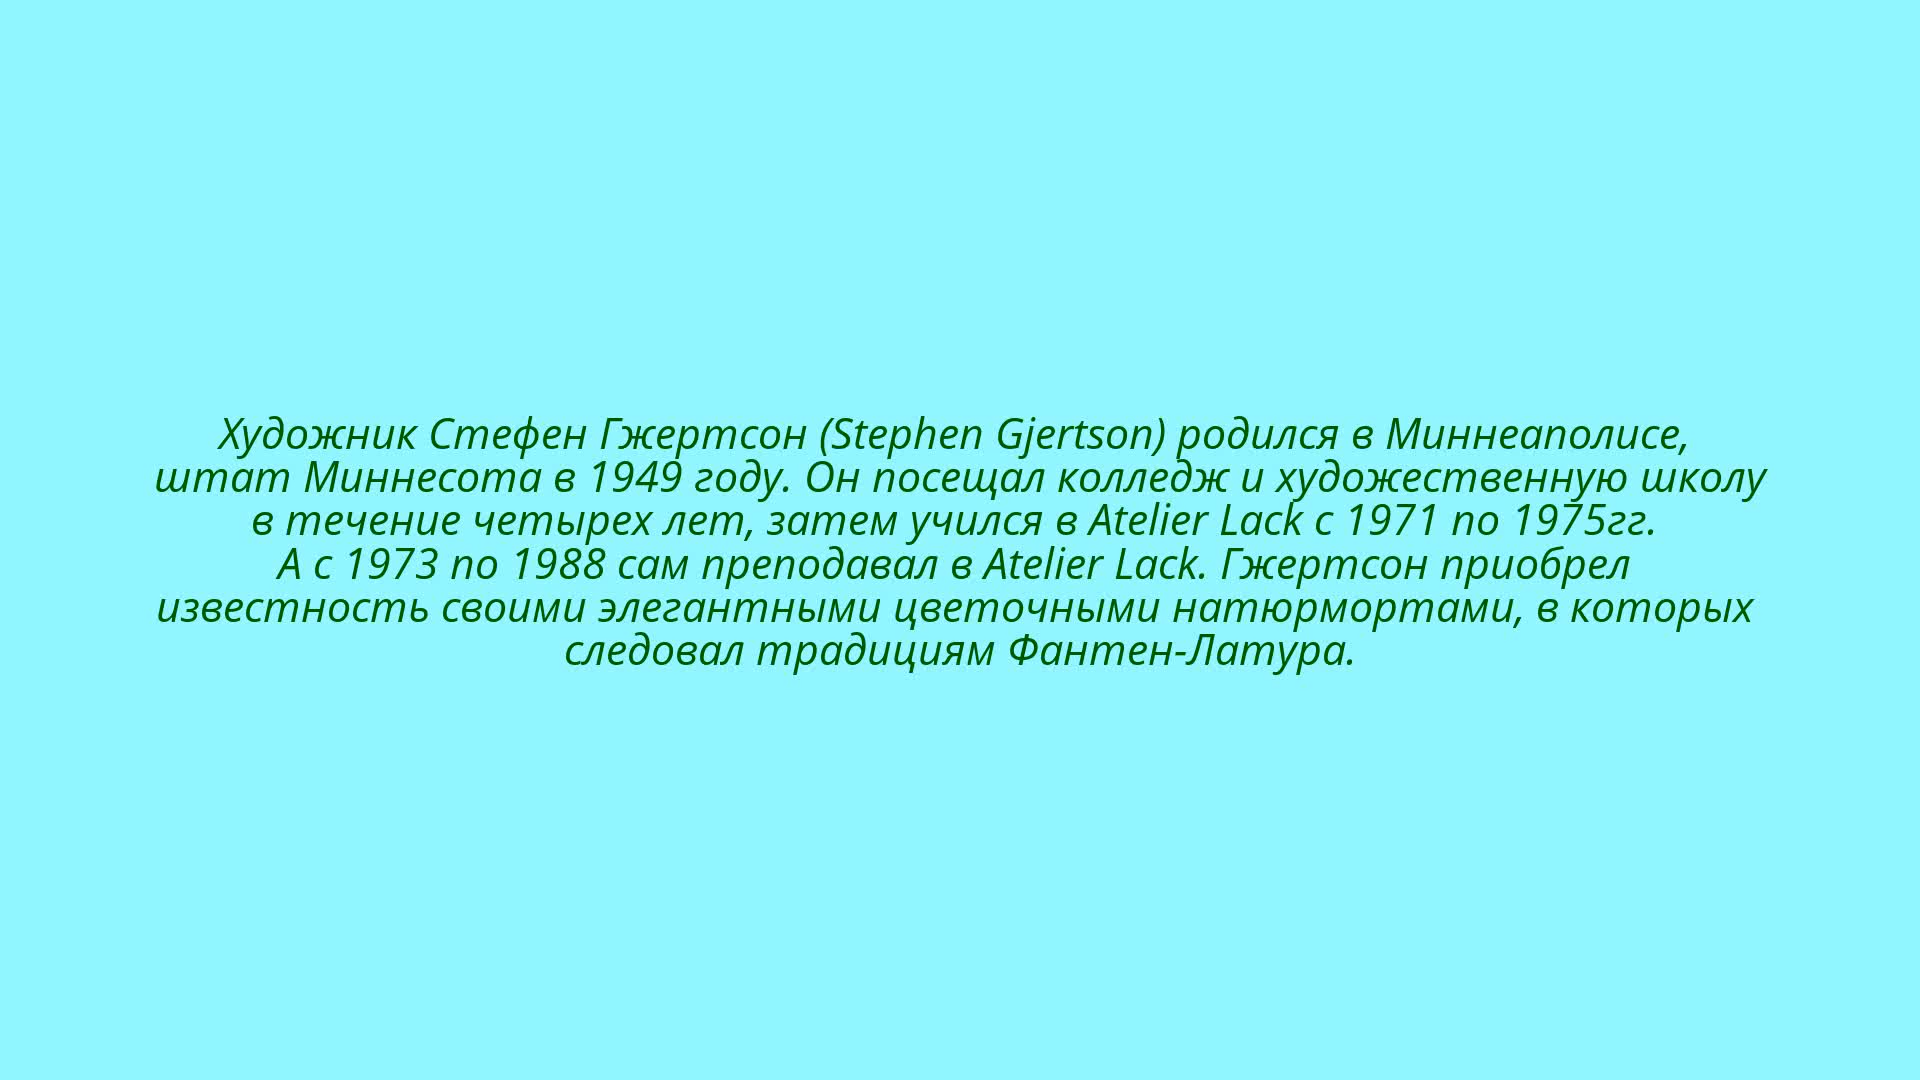 Художник Стефен Гжертсон (Stephen Gjertson) родился в Миннеаполисе,
штат Миннесота в 1949 году. Он посещал колледж и художественную школу
в течение четырех лет, затем учился в Atelier Lack с 1971 по 1975гг.
А с 1973 по 1988 сам преподавал в Atelier Lack. Гжертсон приобрел
известность своими элегантными цветочными натюрмортами, в которых
следовал традициям Фантен-Латура.